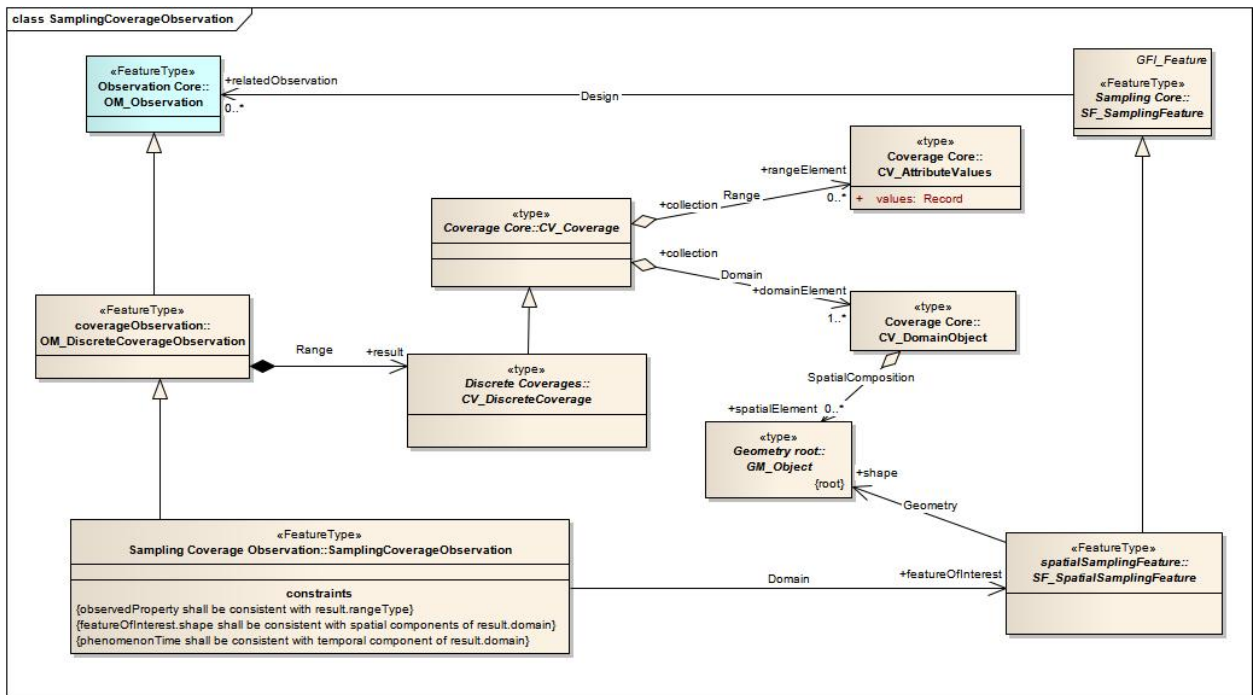 class SamplingCoverageObservation
«FeatureType»
Observation Core::
OM_Observation
+relatedObservation
0..*
Design
GFI_Feature
«FeatureType»
Sampling Core::
SF_SamplingFeature
«type»
Coverage Core::
CV_AttributeValues
+ values: Record
+rangeElement
Range
0..*
+collection
«type»
Coverage Core::CV_Coverage
+collection
Domain
+domainElement
1..*
«type»
Coverage Core::
CV_DomainObject
«FeatureType»
coverageObservation::
OM_DiscreteCoverageObservation
Range
+result
«type»
Discrete Coverages::
CV_DiscreteCoverage
SpatialComposition
+spatialElement 0..*
«type»
Geometry root::
GM_Object
{root}
+shape
Geometry
«FeatureType»
Sampling Coverage Observation::SamplingCoverageObservation
constraints
{observedProperty shall be consistent with result.rangeType}
{featureOfInterest.shape shall be consistent with spatial components of result.domain}
{phenomenonTime shall be consistent with temporal component of result.domain}
Domain
+featureOfInterest
«FeatureType»
spatialSamplingFeature::
SF_SpatialSamplingFeature